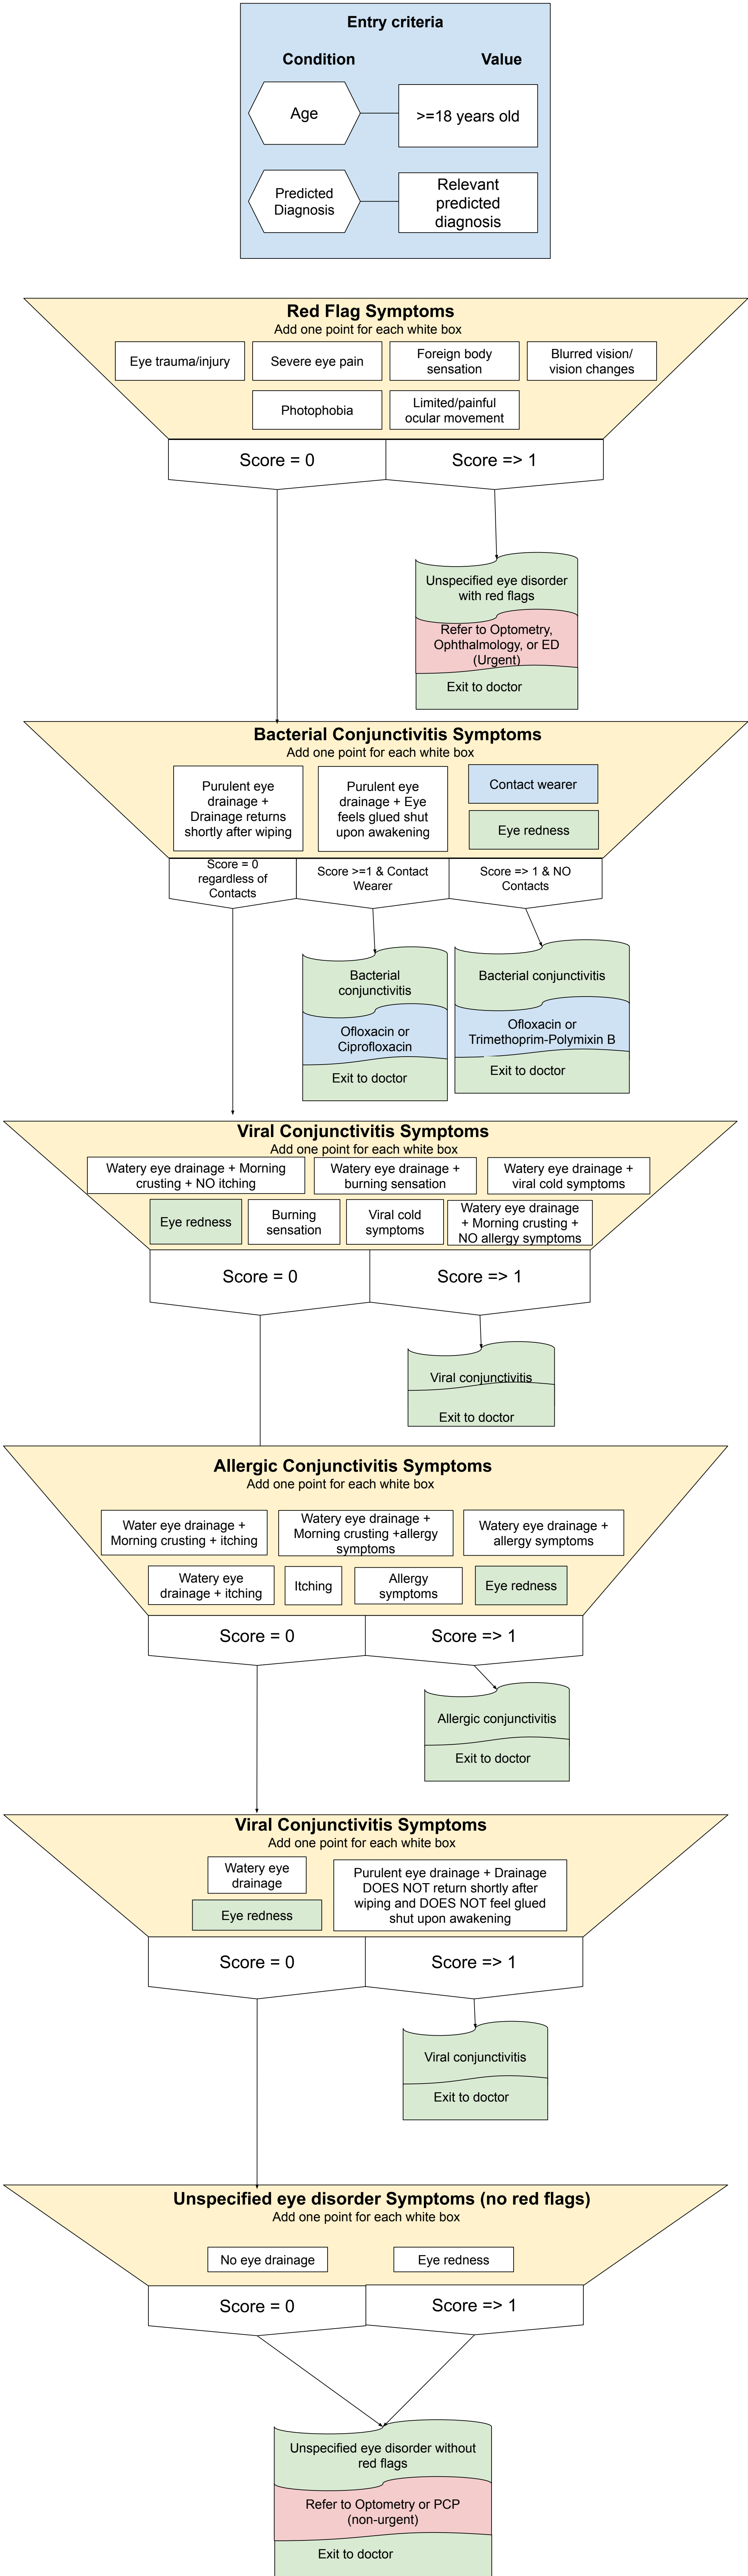 Entry criteria
Condition
Value
Age
>=18 years old
Predicted
Diagnosis
Relevant
predicted
diagnosis
Red Flag Symptoms
Add one point for each white box
Eye trauma/injury
Severe eye pain
Foreign body
sensation
Blurred vision/
vision changes
Photophobia
Limited/painful
ocular movement
Score = 0
Score => 1
Unspecified eye disorder
with red flags
Refer to Optometry,
Ophthalmology, or ED
(Urgent)
Exit to doctor
Bacterial Conjunctivitis Symptoms
Add one point for each white box
Purulent eye
drainage +
Drainage returns
shortly after wiping
Purulent eye
drainage + Eye
feels glued shut
upon awakening
Contact wearer
Eye redness
Score = 0
regardless of
Contacts
Score >=1 & Contact
Wearer
Score => 1 & NO
Contacts
Bacterial
conjunctivitis
Ofloxacin or
Ciprofloxacin
Exit to doctor
Bacterial conjunctivitis
Ofloxacin or
Trimethoprim-Polymixin B
Exit to doctor
Viral Conjunctivitis Symptoms
Add one point for each white box
Watery eye drainage + Morning
crusting + NO itching
Watery eye drainage +
burning sensation
Watery eye drainage +
viral cold symptoms
Eye redness
Burning
sensation
Viral cold
symptoms
Watery eye drainage
+ Morning crusting +
NO allergy symptoms
Score = 0
Score => 1
Viral conjunctivitis
Exit to doctor
Allergic Conjunctivitis Symptoms
Add one point for each white box
Water eye drainage +
Morning crusting + itching
Watery eye drainage +
Morning crusting +allergy
symptoms
Watery eye drainage +
allergy symptoms
Watery eye
drainage + itching
Itching
Allergy
symptoms
Eye redness
Score = 0
Score => 1
Allergic conjunctivitis
Exit to doctor
Viral Conjunctivitis Symptoms
Add one point for each white box
Watery eye
drainage
Eye redness
Purulent eye drainage + Drainage
DOES NOT return shortly after
wiping and DOES NOT feel glued
shut upon awakening
Score = 0
Score => 1
Viral conjunctivitis
Exit to doctor
Unspecified eye disorder Symptoms (no red flags)
Add one point for each white box
No eye drainage
Eye redness
Score = 0
Score => 1
Unspecified eye disorder without
red flags
Refer to Optometry or PCP
(non-urgent)
Exit to doctor